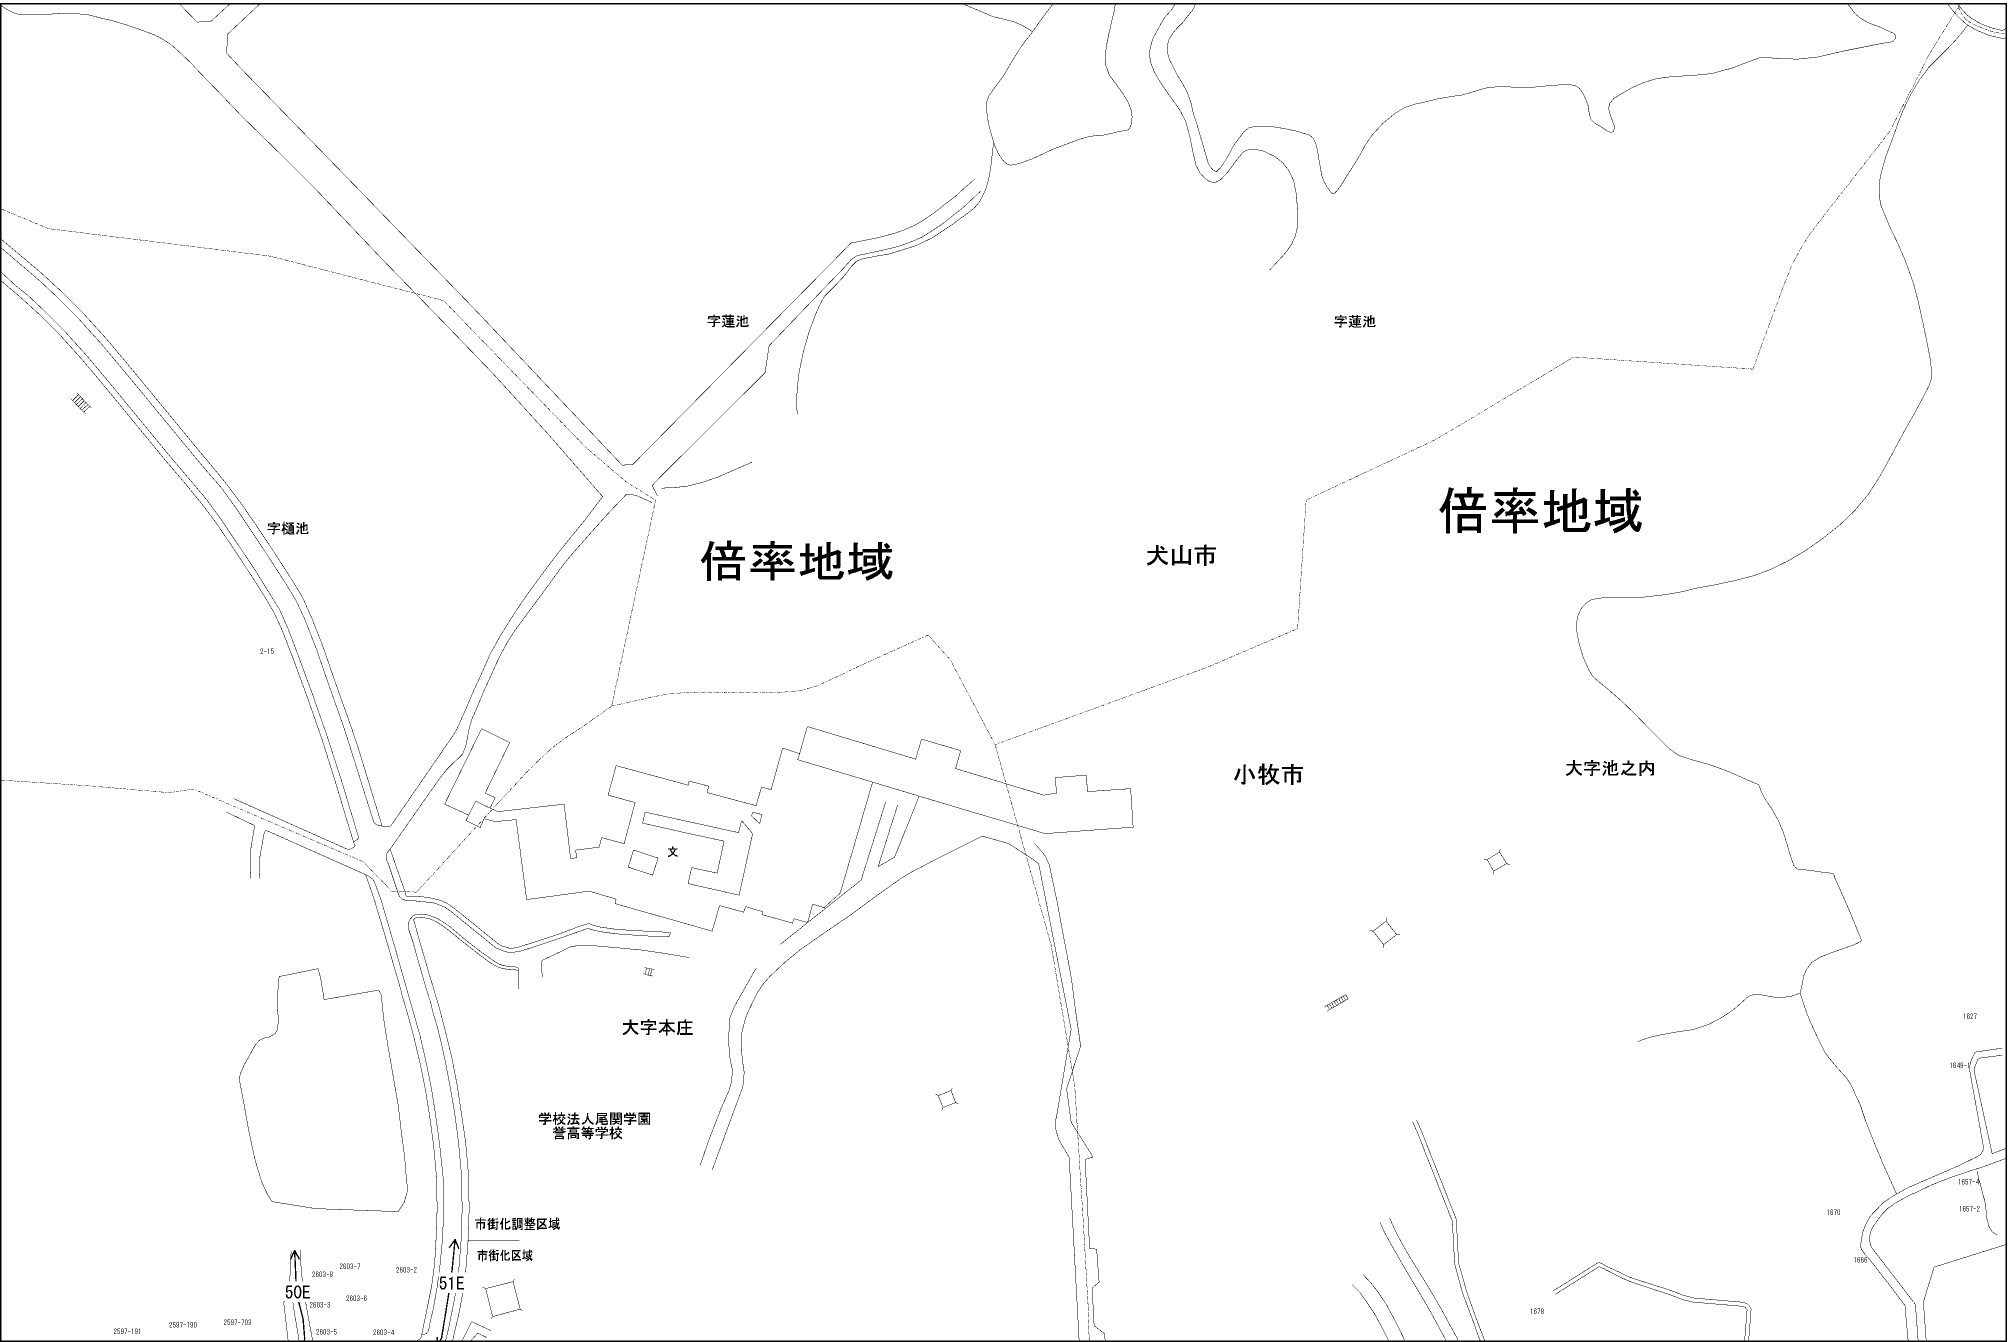 字蓮池
字蓮池
倍率地域
字樋池
倍率地域
犬山市
2-15
小牧市
大字池之内
文
1627
大字本庄
1649-1
学校法人尾関学園
誉高等学校
1657-4
1657-2
1670
市街化調整区域
市街化区域
1666
2603-7
2603-2
2603-8
51E
50E
2603-6
2603-3
1678
2597-703
2597-190
2597-191
2603-5
2603-4